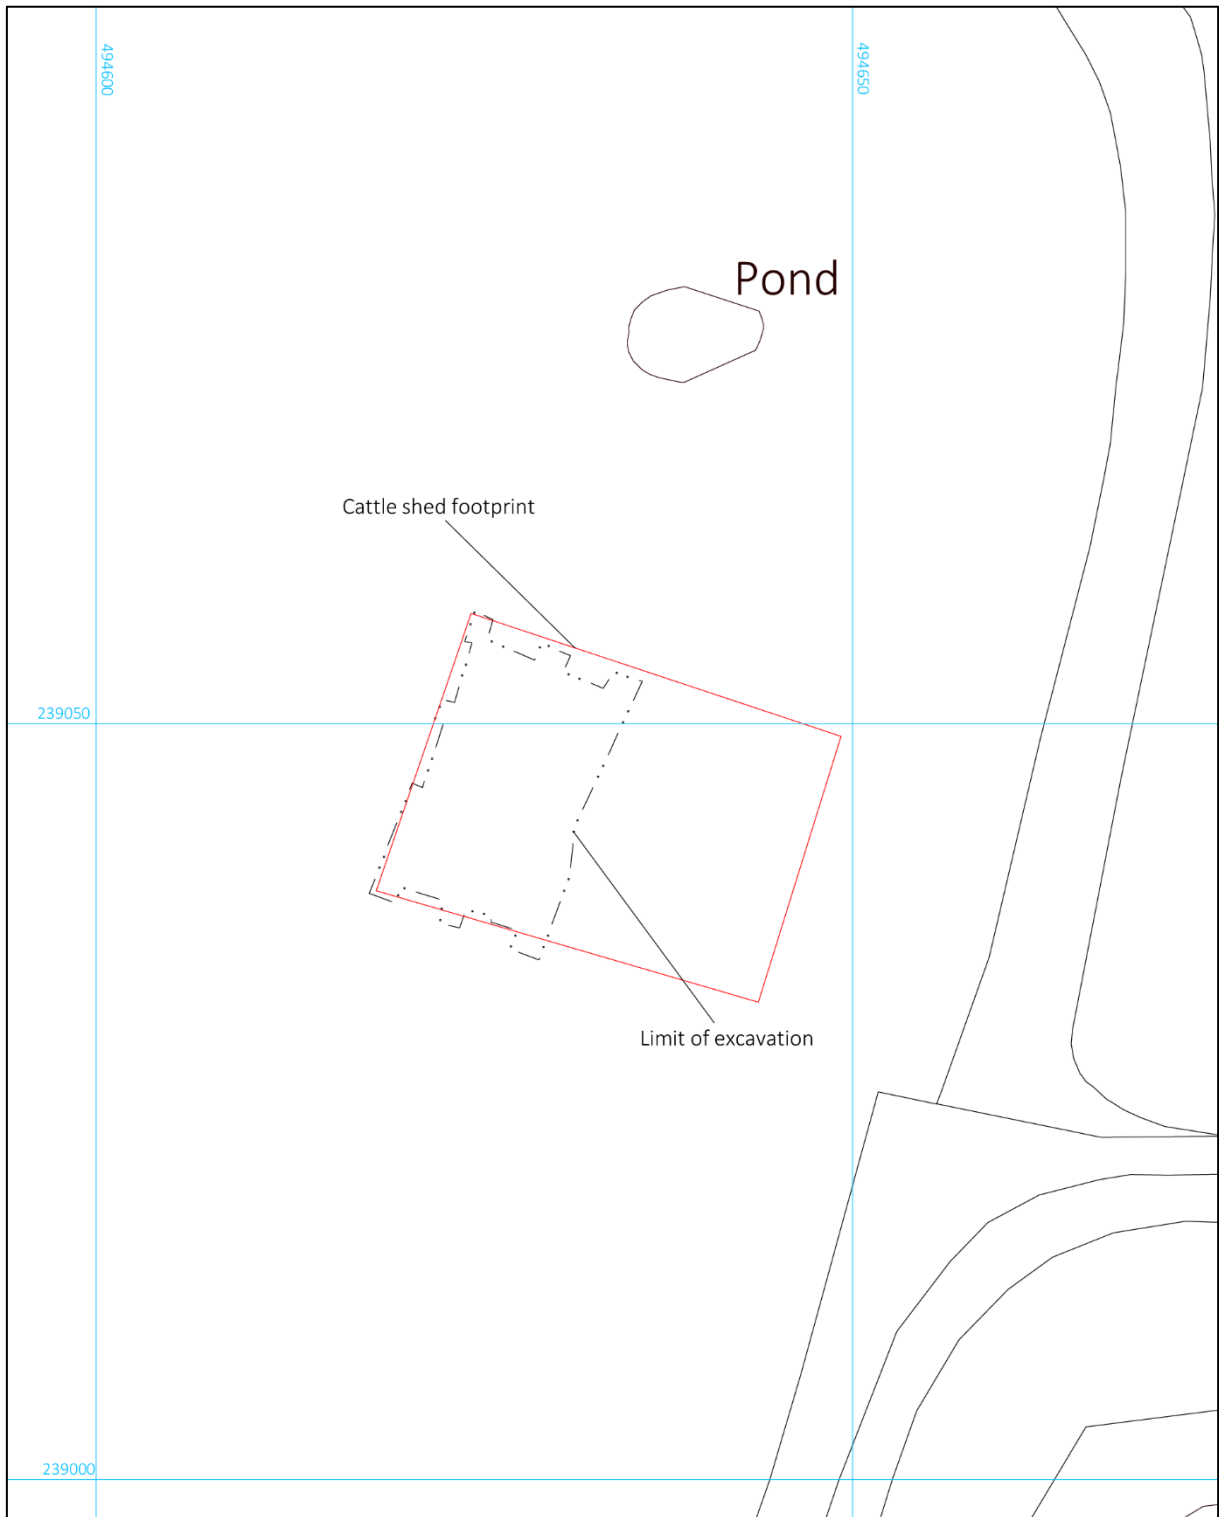 494600
494650
Pond
Cattle shed footprint
239050
Limit of excavation
239000